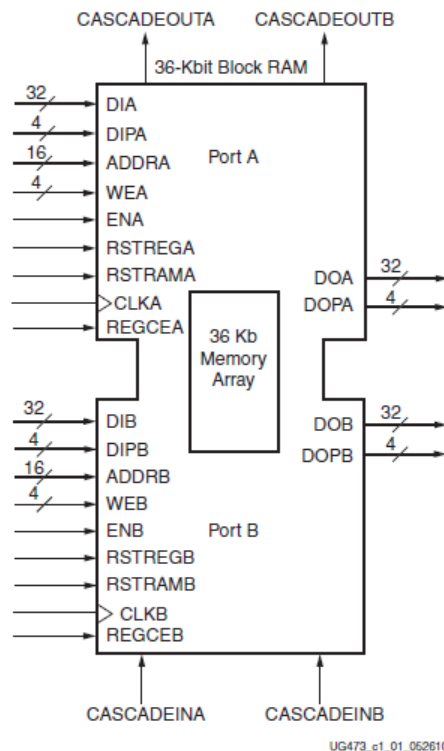 CASCADEOUTA CASCADEOUTB
36-Kbit Block RAM
32 DIA
4 DIPA
Port A
16 ADDRA
4 WEA
ENA
RSTREGA
RSTRAMA
DOA 32
CLKA
DOPA 4
REGCEA
36 Kb
Memory
Array
32 DIB
DOB 32
4 DIPB
DOPB 4
16 ADDRB
4 WEB
ENB
Port B
RSTREGB
RSTRAMB
CLKB
REGCEB
CASCADEINA CASCADEINB
UG473_c1_01_052610